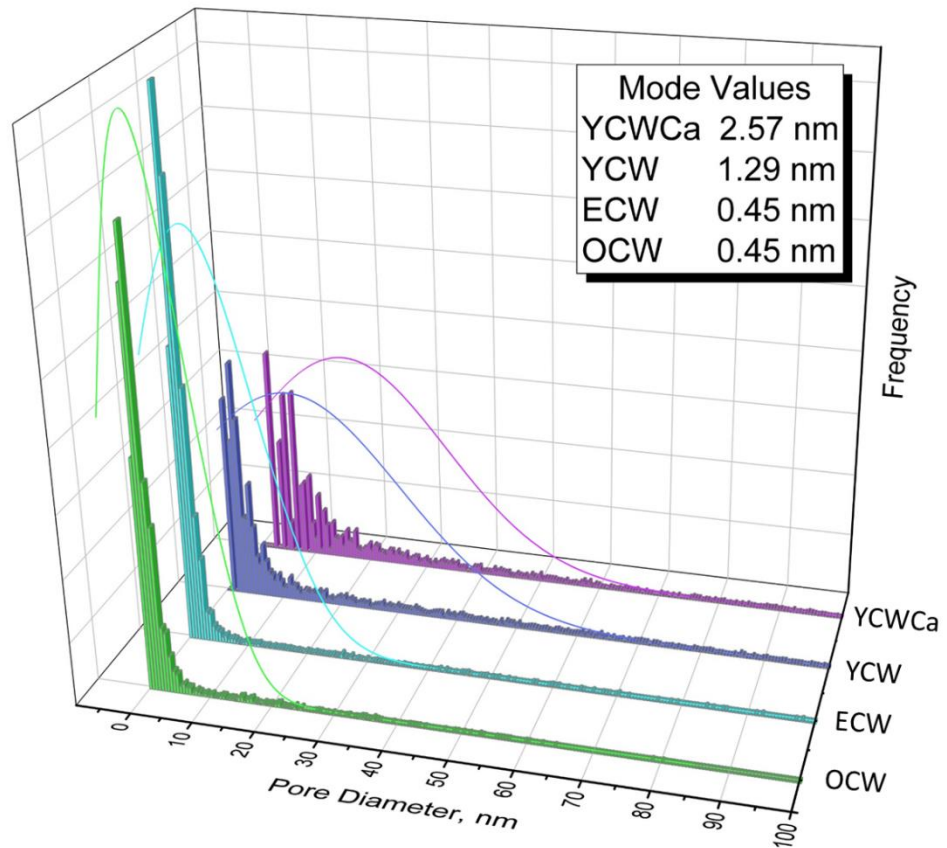 Mode Values
YCWCa 2.57 nm
YCW 1.29 nm
ECW 0.45 nm
OCW 0.45 nm
Frequency
YCWCa
YCW
ECW
OCW
0
10
20
30
40
50
60
70
80
90
100
Pore Diameter, nm